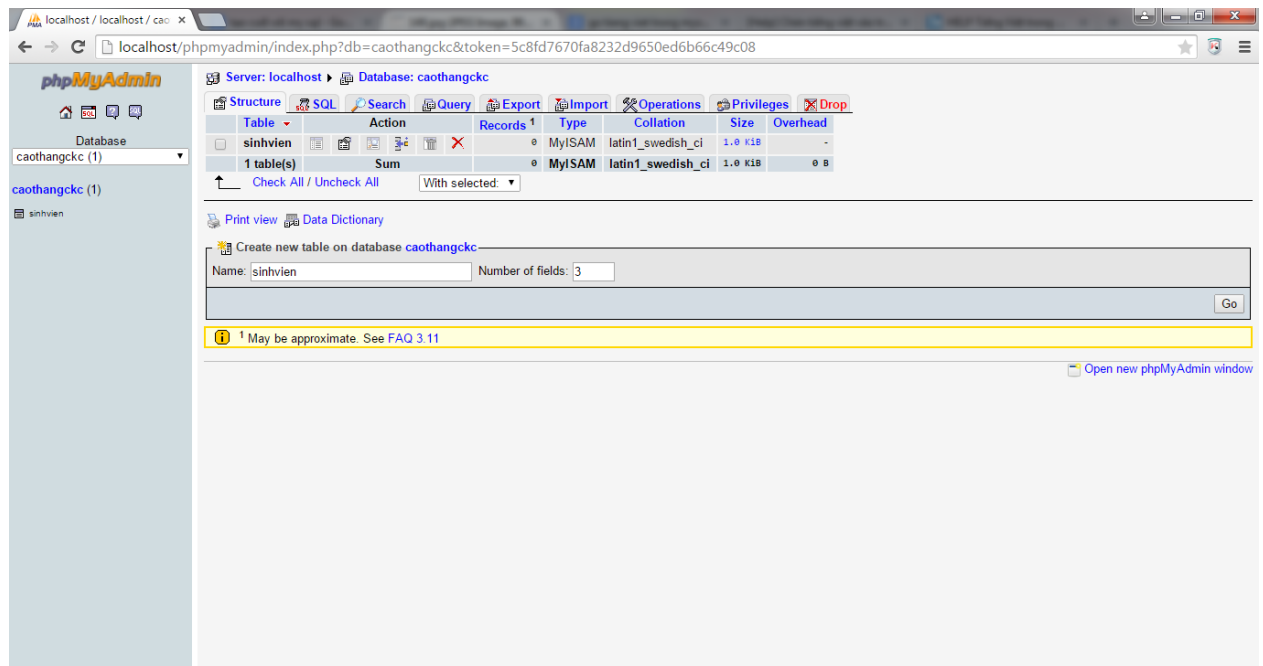 localhost / localhost / cao
localhost/phpmyadmin/index.php?db=caothangckc&token=5c8fd7670fa8232d9650ed6b66c49c08
phpMyAdmin
Database
caothangckc (1)
caothangckc (1)
sinhvien
Server: localhost Database: caothangckc
Structure SQL Search Query Export Import Operations Privileges Drop
Table Action Records 1 Type Collation Size Overhead
sinhvien 0 MyISAM latin1_swedish_ci 1.0 KiB -
1 table(s) Sum 0 MyISAM latin1_swedish_ci 1.0 KiB 0 B
Check All / Uncheck All With selected:
Print view Data Dictionary
Create new table on database caothangckc
Name: sinhvien Number of fields: 3
Go
1 May be approximate. See FAQ 3.11
Open new phpMyAdmin window